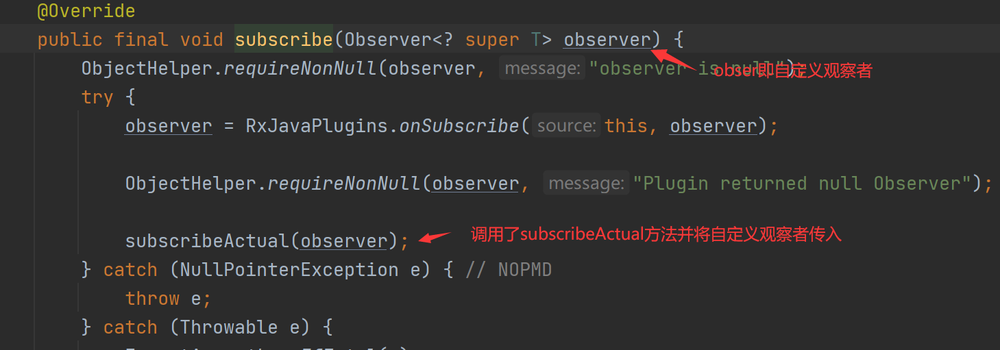 @Override
public final void subscribe(Observer<? super T> observer) {
ObjectHelper.requireNonNull(observer, message: "observer is null");
obser即自定义观察者
try {
observer = RxJavaPlugins.onSubscribe( source: this, observer);
ObjectHelper.requireNonNull(observer, message: "Plugin returned null Observer");
subscribeActual(observer);
调用了subscribeActual方法并将自定义观察者传入
} catch (NullPointerException e) { // NOPMD
throw e;
} catch (Throwable e) {